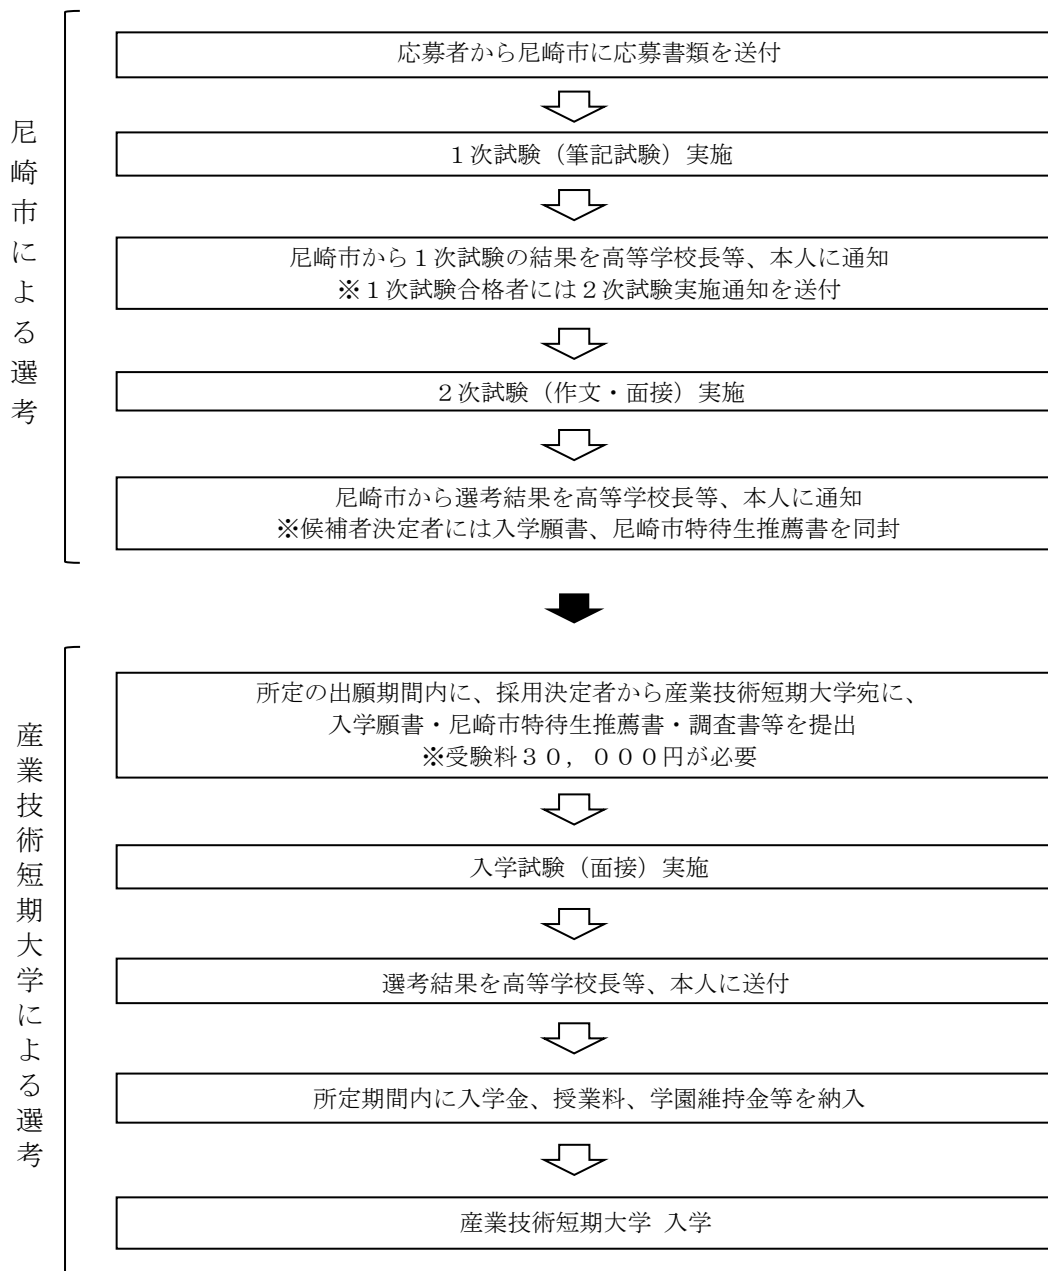 尼崎市による選考
応募者から尼崎市に応募書類を送付
１次試験（筆記試験）実施
尼崎市から１次試験の結果を高等学校長等、本人に通知
※１次試験合格者には２次試験実施通知を送付
２次試験（作文・面接）実施
尼崎市から選考結果を高等学校長等、本人に通知
※候補者決定者には入学願書、尼崎市特待生推薦書を同封
産業技術短期大学による選考
所定の出願期間内に、採用決定者から産業技術短期大学宛に、
入学願書・尼崎市特待生推薦書・調査書等を提出
※受験料３０，０００円が必要
入学試験（面接）実施
選考結果を高等学校長等、本人に送付
所定期間内に入学金、授業料、学園維持金等を納入
産業技術短期大学 入学